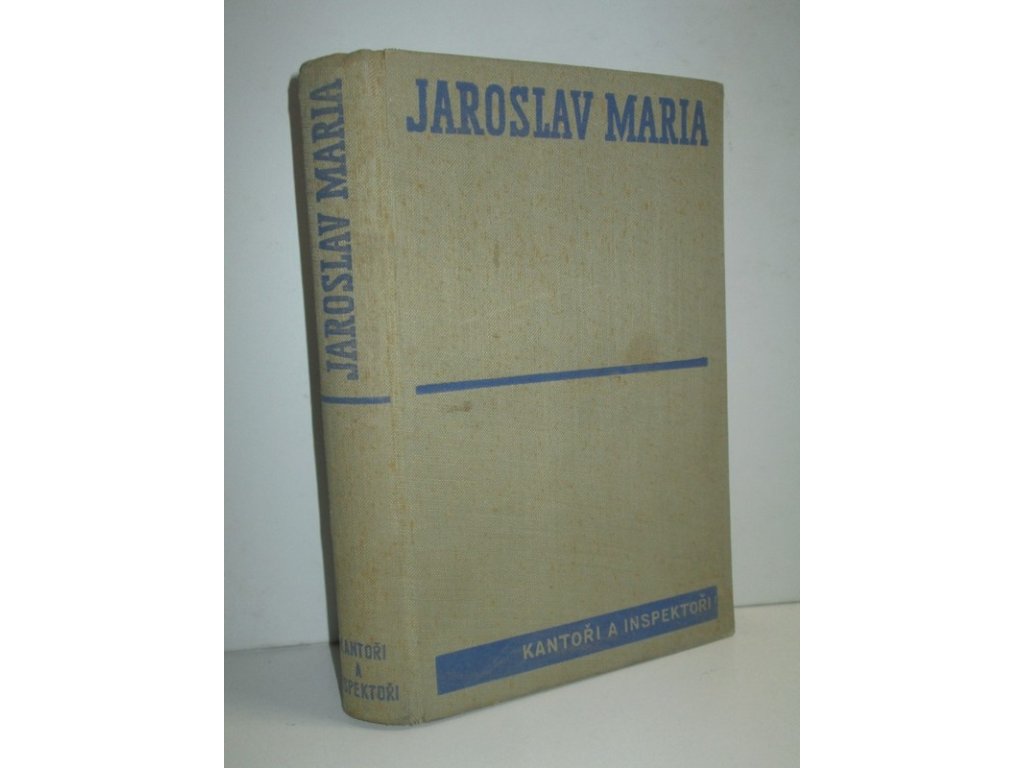 JAROSLAV MARIA
KANTOŘI A INSPEKTOŘI
JAROSLAV MARIA
KANTOŘI
A
INSPEKTOŘI